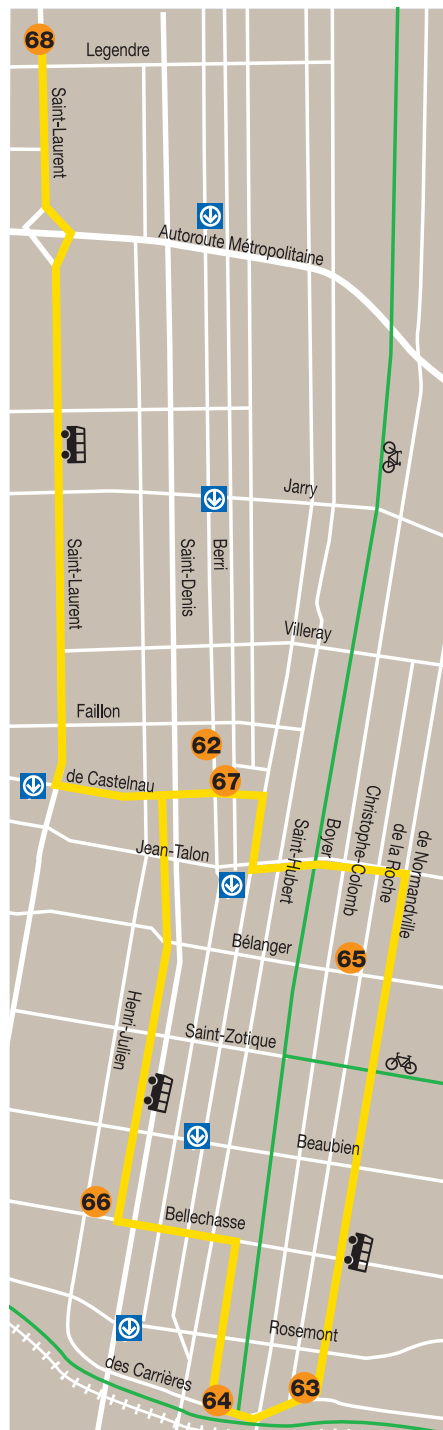 68
Legendre
Saint-Laurent
Autoroute Métropolitaine
Jarry
Saint-Laurent
Saint-Denis
Berri
Villeray
Faillon
62
67
de Castelnau
Jean-Talon
Saint-Hubert
Boyer
Christophe-Colomb
de la Roche
de Normandville
Bélanger
65
Henri-Julien
Saint-Zotique
Beaubien
66
Bellechasse
Rosemont
des Carrières
64
63